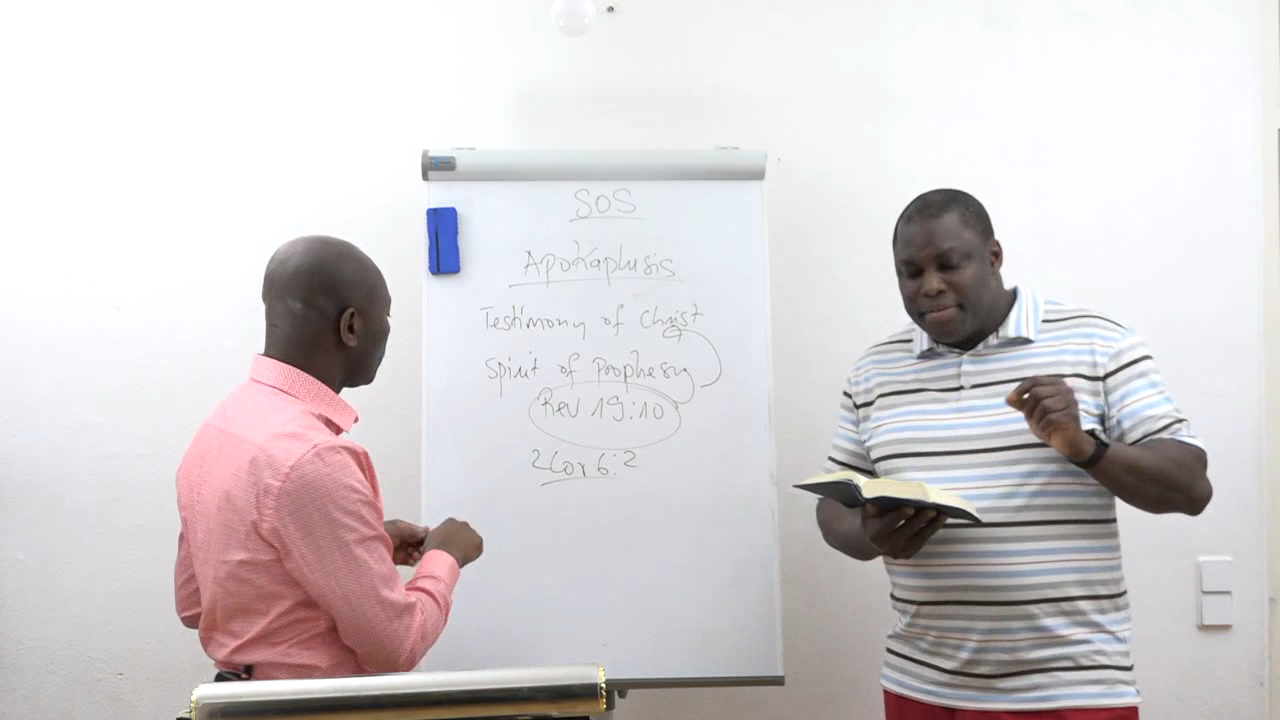 SOS
Apokaplusis
Testimony of Christ
Spirit of Prophesy
Rev 19:10
2Cor 6:2